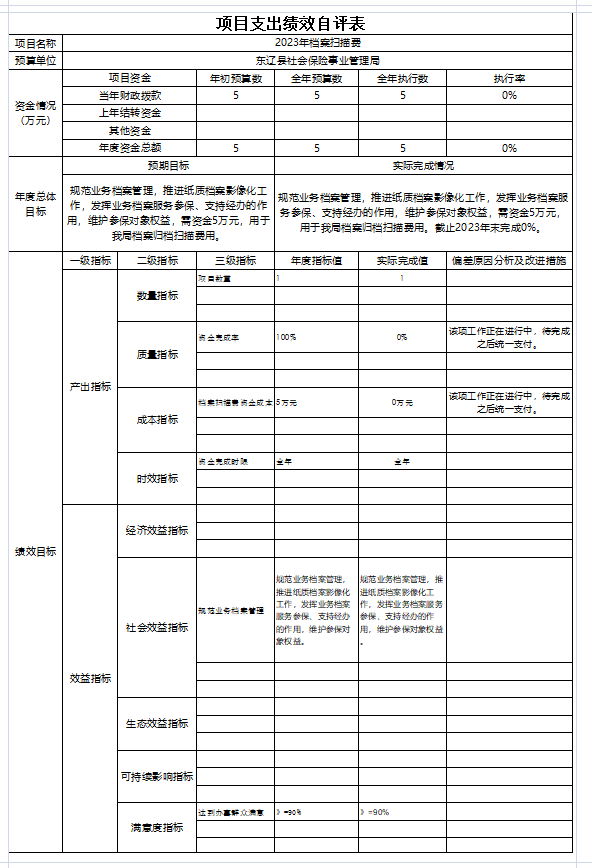 项目支出绩效自评表
项目名称 2023年档案扫描费
预算单位 东辽县社会保险事业管理局
资金情况
（万元）
项目资金 年初预算数 全年预算数 全年执行数 执行率
当年财政拨款 5 5 5 0%
上年结转资金
其他资金
年度资金总额 5 5 5 0%
年度总体
目标
预期目标 实际完成情况
规范业务档案管理，推进纸质档案影像化工
作，发挥业务档案服务参保、支持经办的作
用，维护参保对象权益，需资金5万元，用于
我局档案归档扫描费用。
规范业务档案管理，推进纸质档案影像化工作，发挥业务档案服
务参保、支持经办的作用，维护参保对象权益，需资金5万元，
用于我局档案归档扫描费用。截止2023年末完成0%。
绩效目标
一级指标 二级指标 三级指标 年度指标值 实际完成值 偏差原因分析及改进措施
产出指标
数量指标
项目数量 1 1
质量指标
资金完成率 100% 0%
该项工作正在进行中，待完成
之后统一支付。
成本指标
档案扫描费资金成本 5万元 0万元
该项工作正在进行中，待完成
之后统一支付。
时效指标
资金完成时限 全年 全年
效益指标
经济效益指标
社会效益指标
规范业务档案管理
规范业务档案管理，
推进纸质档案影像化
工作，发挥业务档案
服务参保、支持经办
的作用，维护参保对
象权益。
规范业务档案管理，推
进纸质档案影像化工
作，发挥业务档案服务
参保、支持经办的作
用，维护参保对象权益
。
生态效益指标
可持续影响指标
满意度指标
达到办事群众满意 》=90% 》=90%